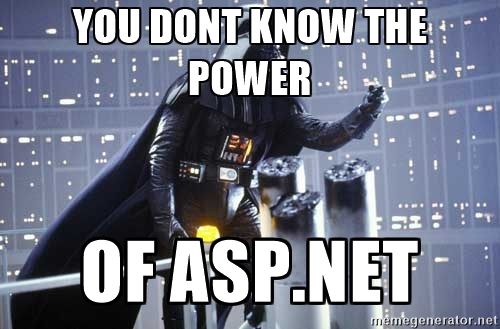 YOU DONT KNOW THE
POWER
OF ASP.NET
memegenerator.net